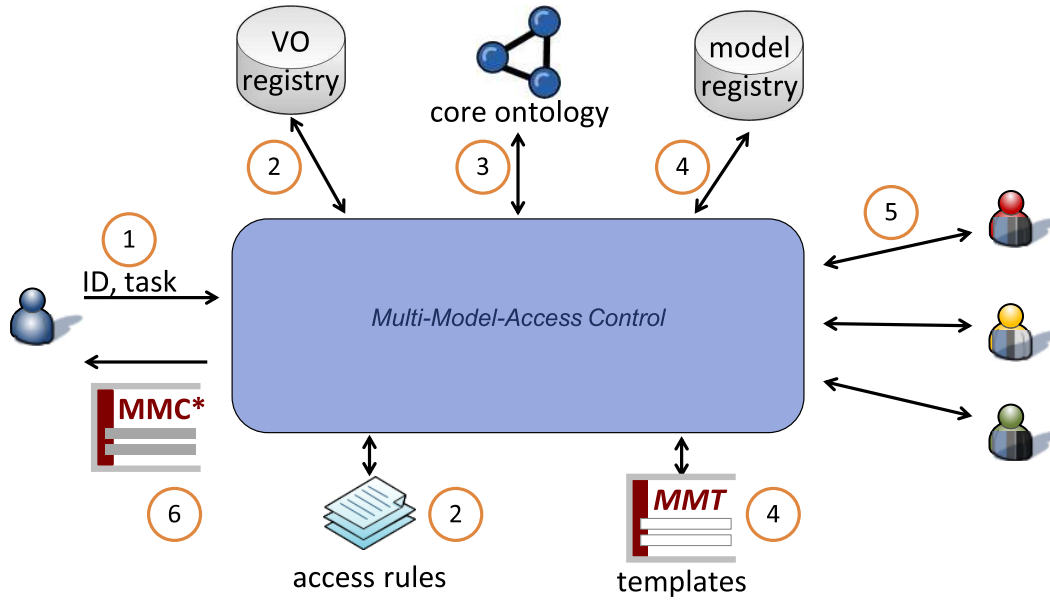 VO
registry
core ontology
model
registry
2
3
4
5
1
ID, task
Multi-Model-Access Control
MMC*
6
2
access rules
MMT
4
templates